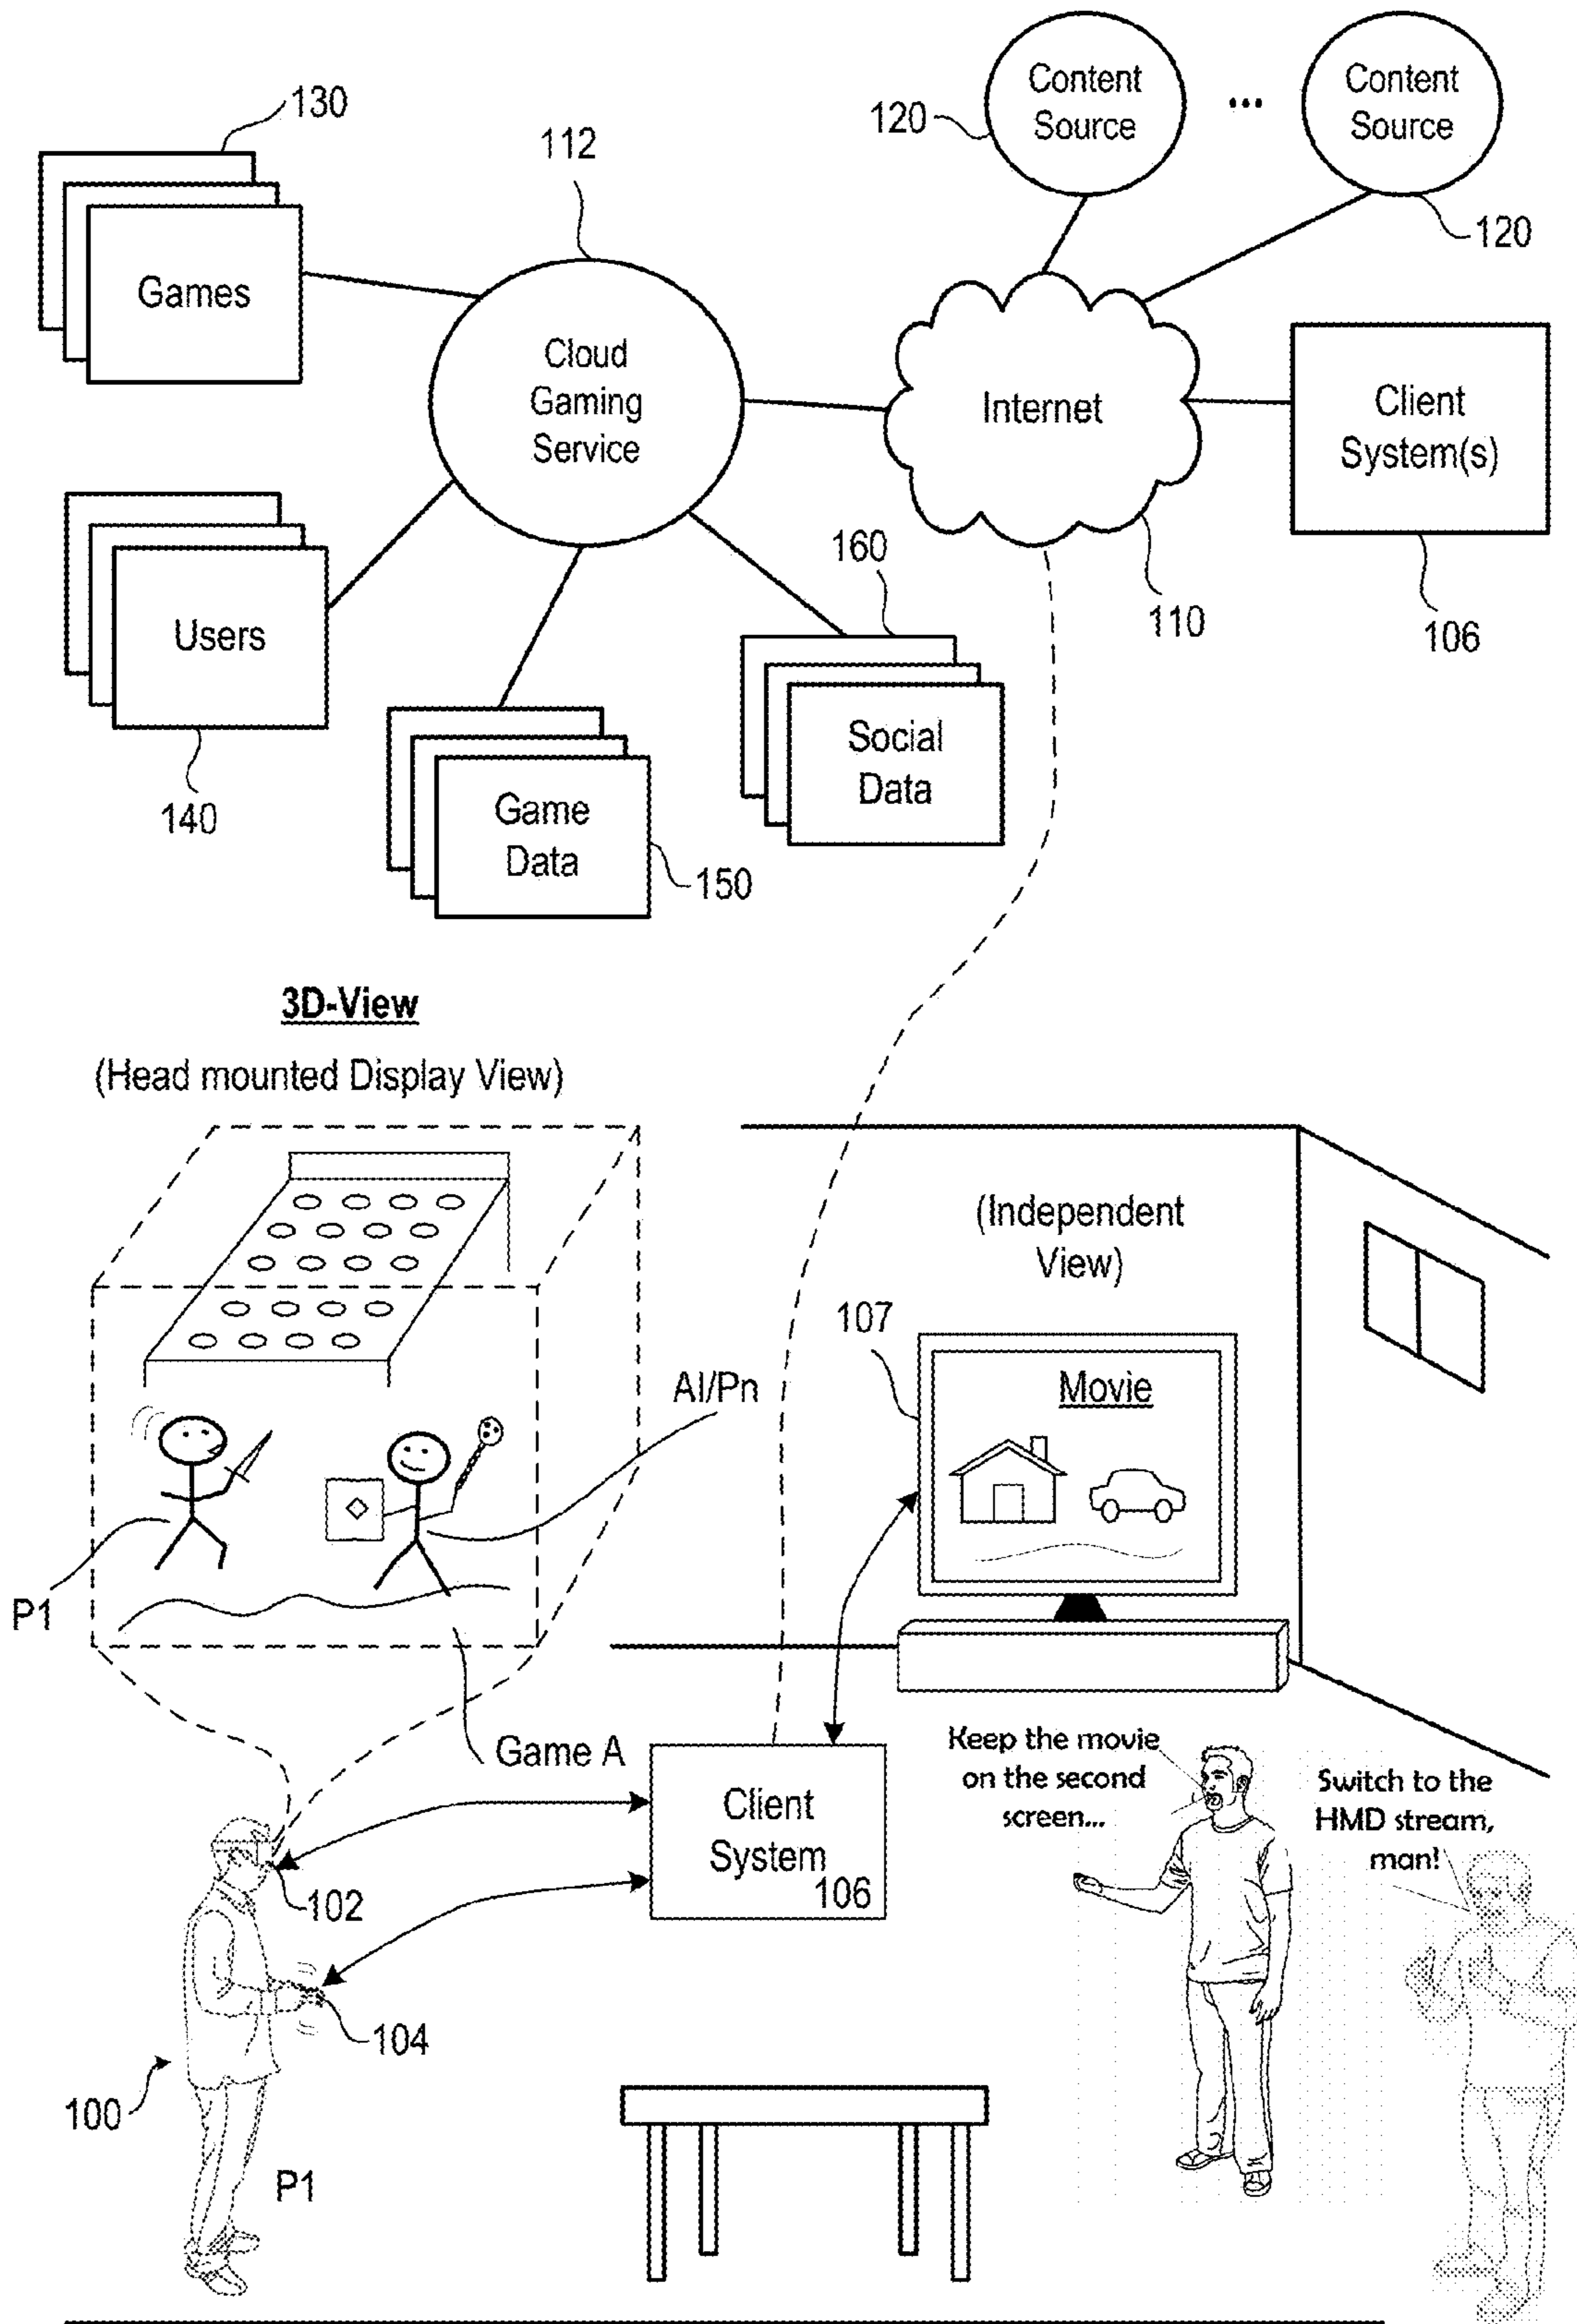 130
112
120
Content
Source
...
Content
Source
120
Games
Cloud
Gaming
Service
Internet
Client
System(s)
106
110
160
Users
140
Social
Data
Game
Data
150
3D-View
(Head mounted Display View)
(Independent
View)
107
Movie
AI/Pn
P1
Game A
Client
System
106
Keep the movie
on the second
screen...
Switch to the
HMD stream,
man!
102
104
100
P1